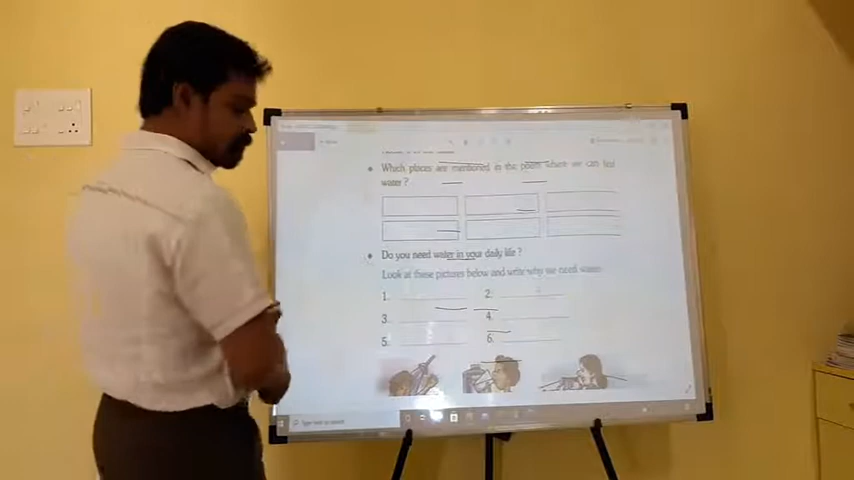 Which places are mentioned in the poem where we can find
water ?
Do you need water in your daily life ?
Look at these pictures below and write why we need water
1.
2.
3.
4.
5.
6.